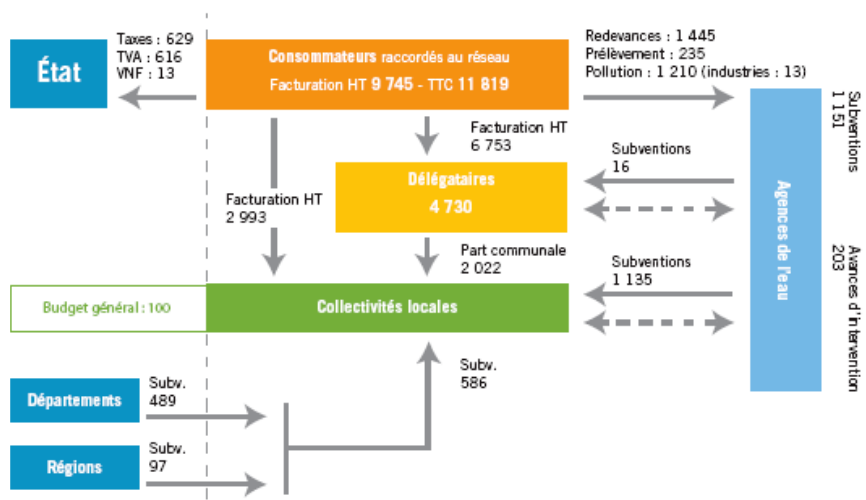 État
Taxes : 629
TVA : 616
VNF : 13
Consommateurs raccordés au réseau
Facturation HT 9 745 - TTC 11 819
Redevances : 1 445
Prélèvement : 235
Pollution : 1 210 (industries : 13)
Facturation HT
6 753
Facturation HT
2 993
Délégataires
4 730
Subventions
16
Part communale
2 022
Subventions
1 135
Agences de l'eau
Subventions
1 151
Avances d'intervention
203
Budget général : 100
Collectivités locales
Subv.
586
Départements
Subv.
489
Régions
Subv.
97